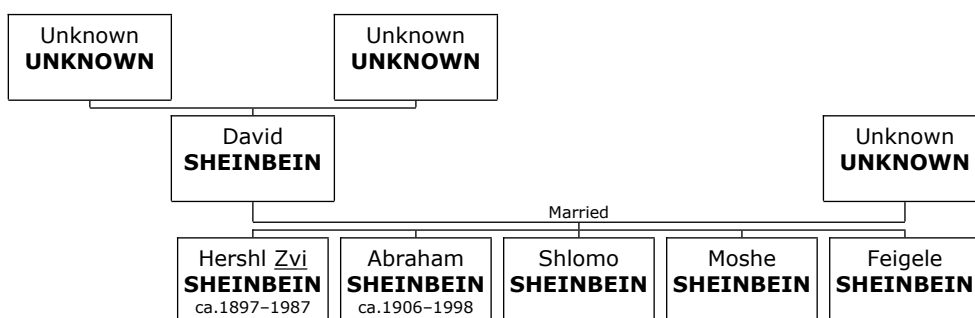 Unknown
UNKNOWN
Unknown
UNKNOWN
David
SHEINBEIN
Unknown
UNKNOWN
Married
Hershl Zvi
SHEINBEIN
ca.1897–1987
Abraham
SHEINBEIN
ca.1906–1998
Shlomo
SHEINBEIN
Moshe
SHEINBEIN
Feigele
SHEINBEIN